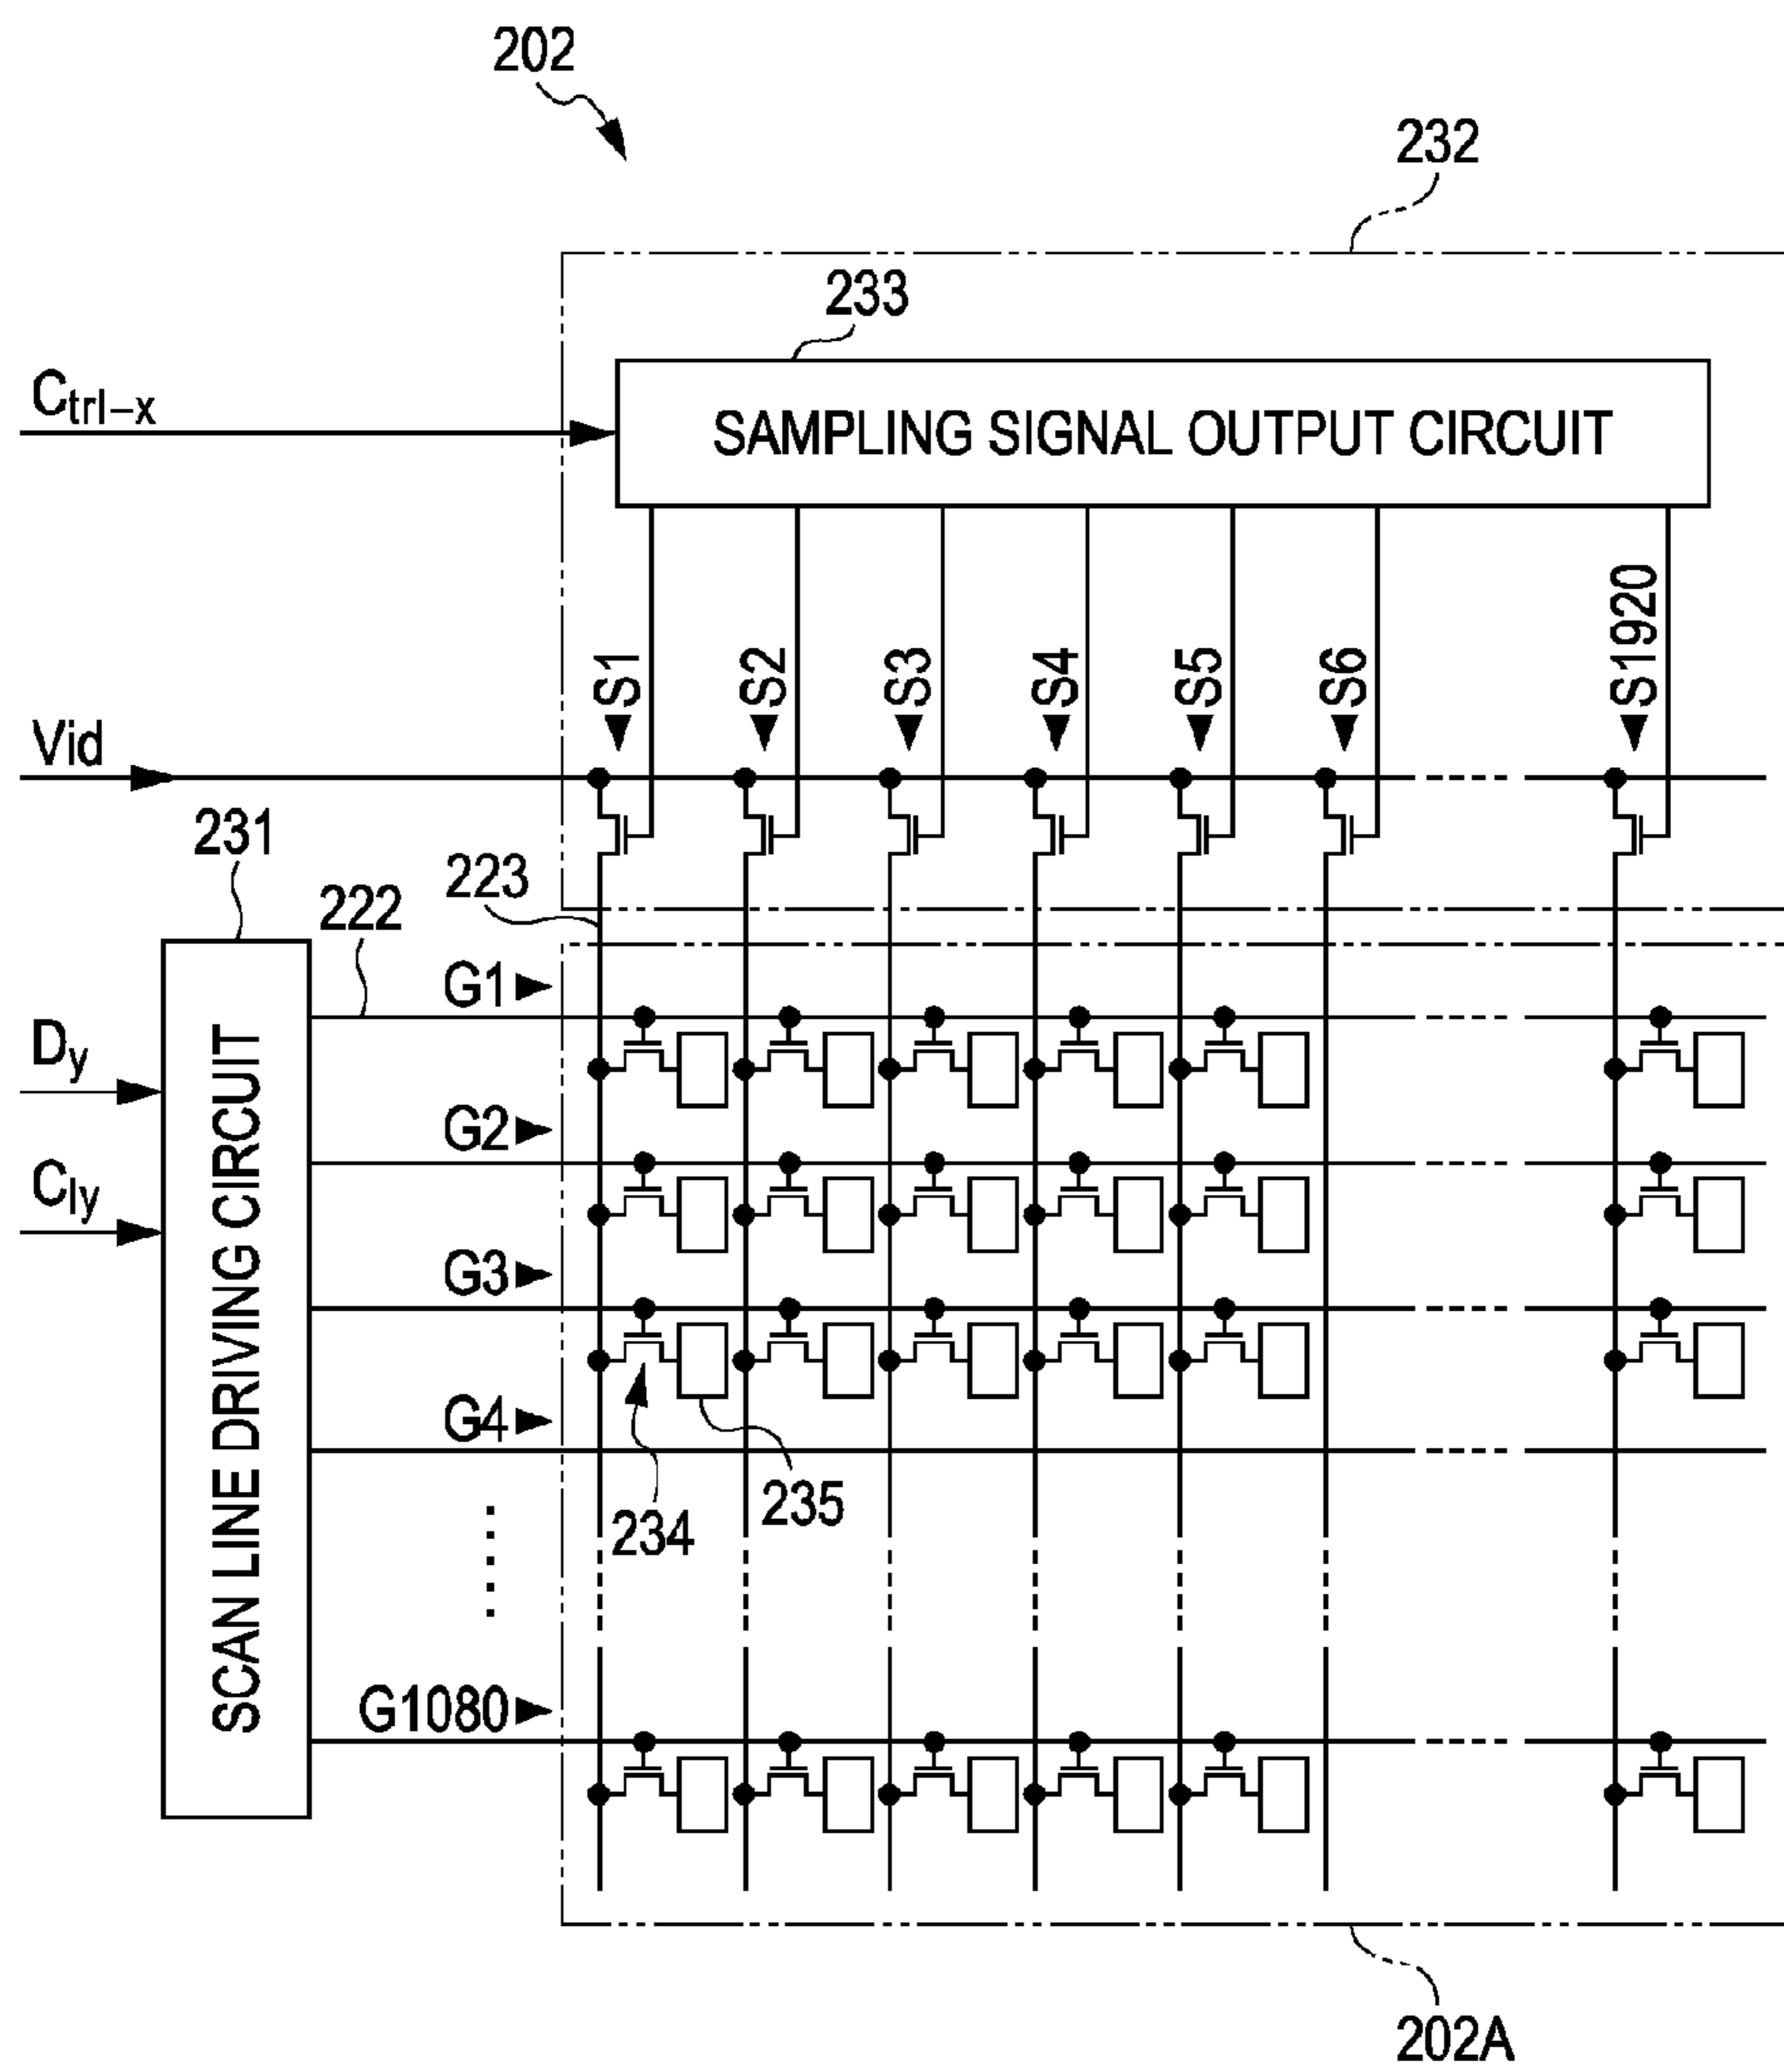 202
232
233
Ctrl-x
SAMPLING SIGNAL OUTPUT CIRCUIT
S1
S2
S3
S4
S5
S6
S1920
Vid
231
222
223
G1
Dy
G2
Cly
G3
SCAN LINE DRIVING CIRCUIT
G4
234
235
G1080
202A